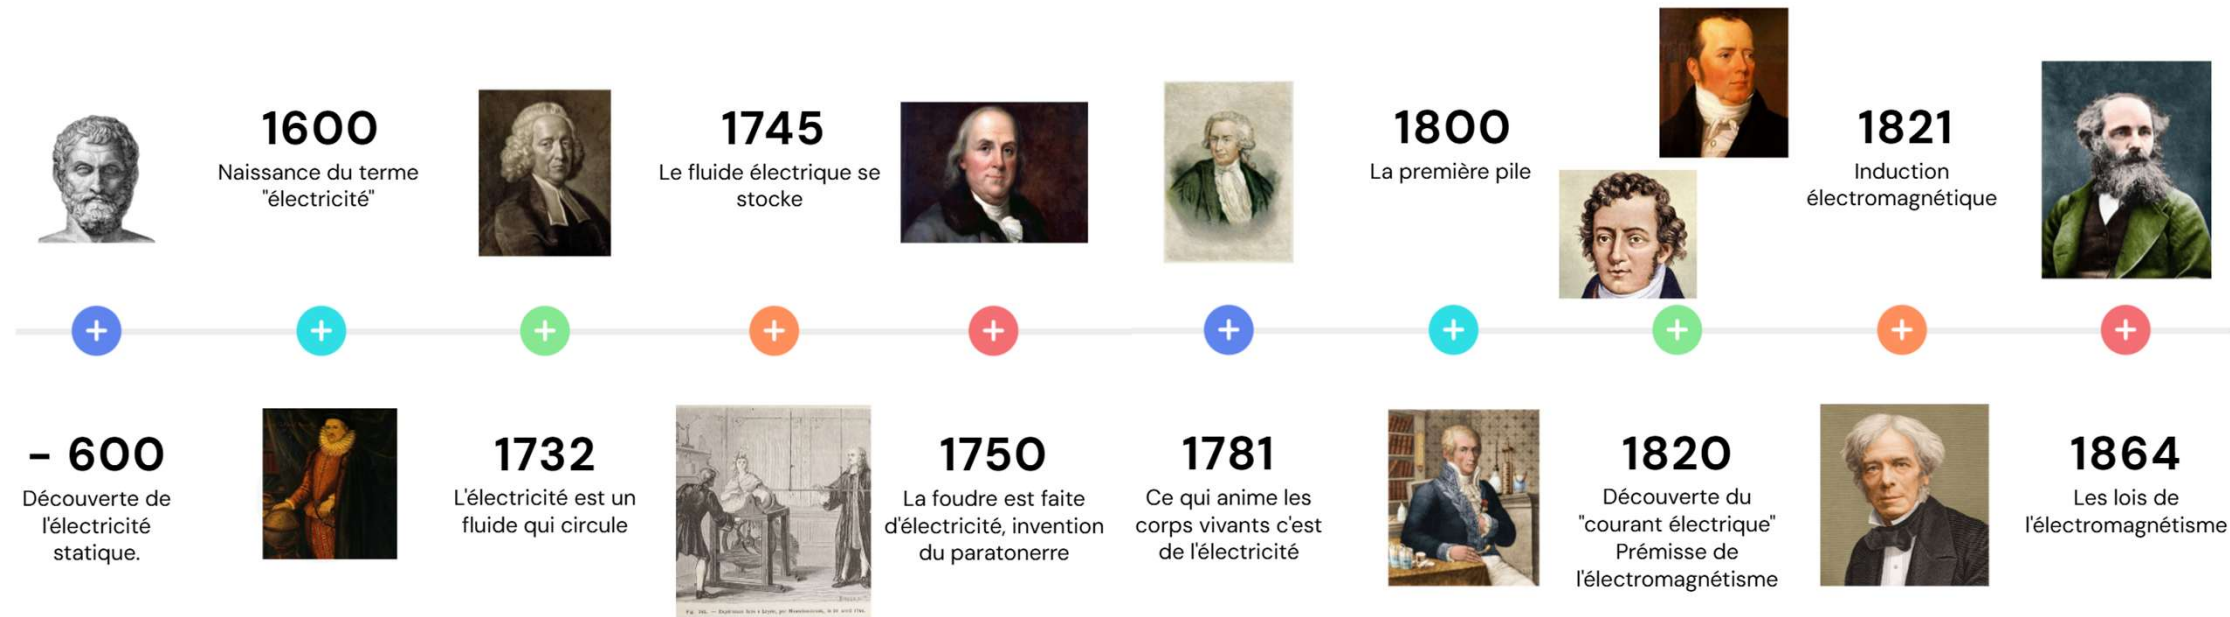 - 600
Découverte de
l'électricité
statique.
1600
Naissance du terme
"électricité"
1732
L'électricité est un
fluide qui circule
1745
Le fluide électrique se
stocke
1750
La foudre est faite
d'électricité, invention
du paratonerre
1781
Ce qui anime les
corps vivants c'est
de l'électricité
1800
La première pile
1820
Découverte du
"courant électrique"
Prémisse de
l'électromagnétisme
1821
Induction
électromagnétique
1864
Les lois de
l'électromagnétisme